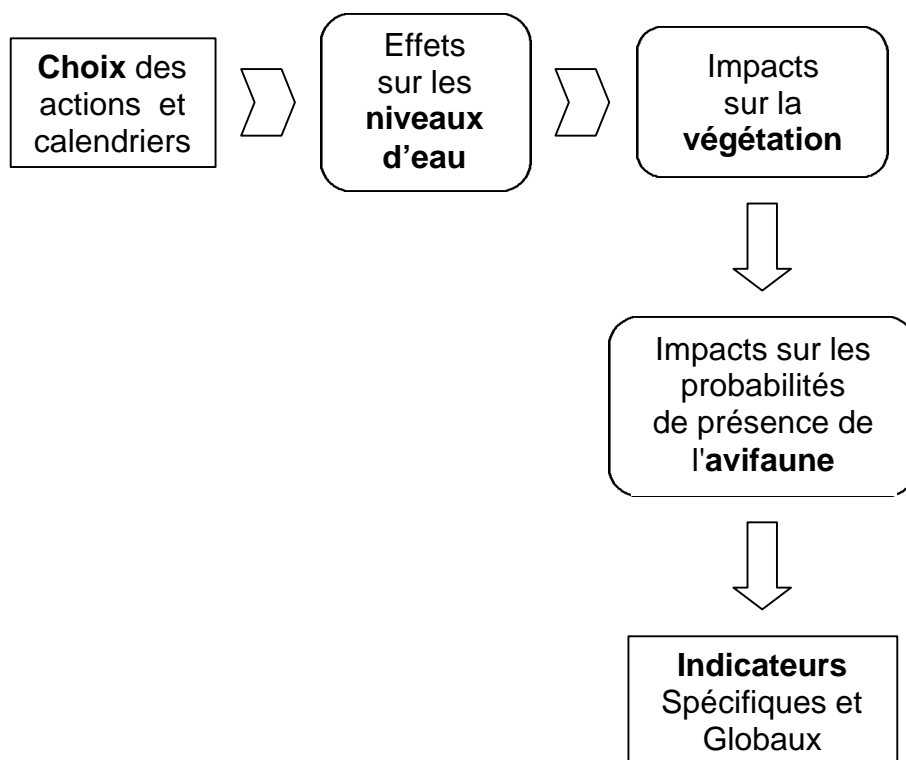 Choix des
actions et
calendriers
Effets
sur les
niveaux
d'eau
Impacts
sur la
végétation
Impacts sur les
probabilités
de présence de
l'avifaune
Indicateurs
Spécifiques et
Globaux